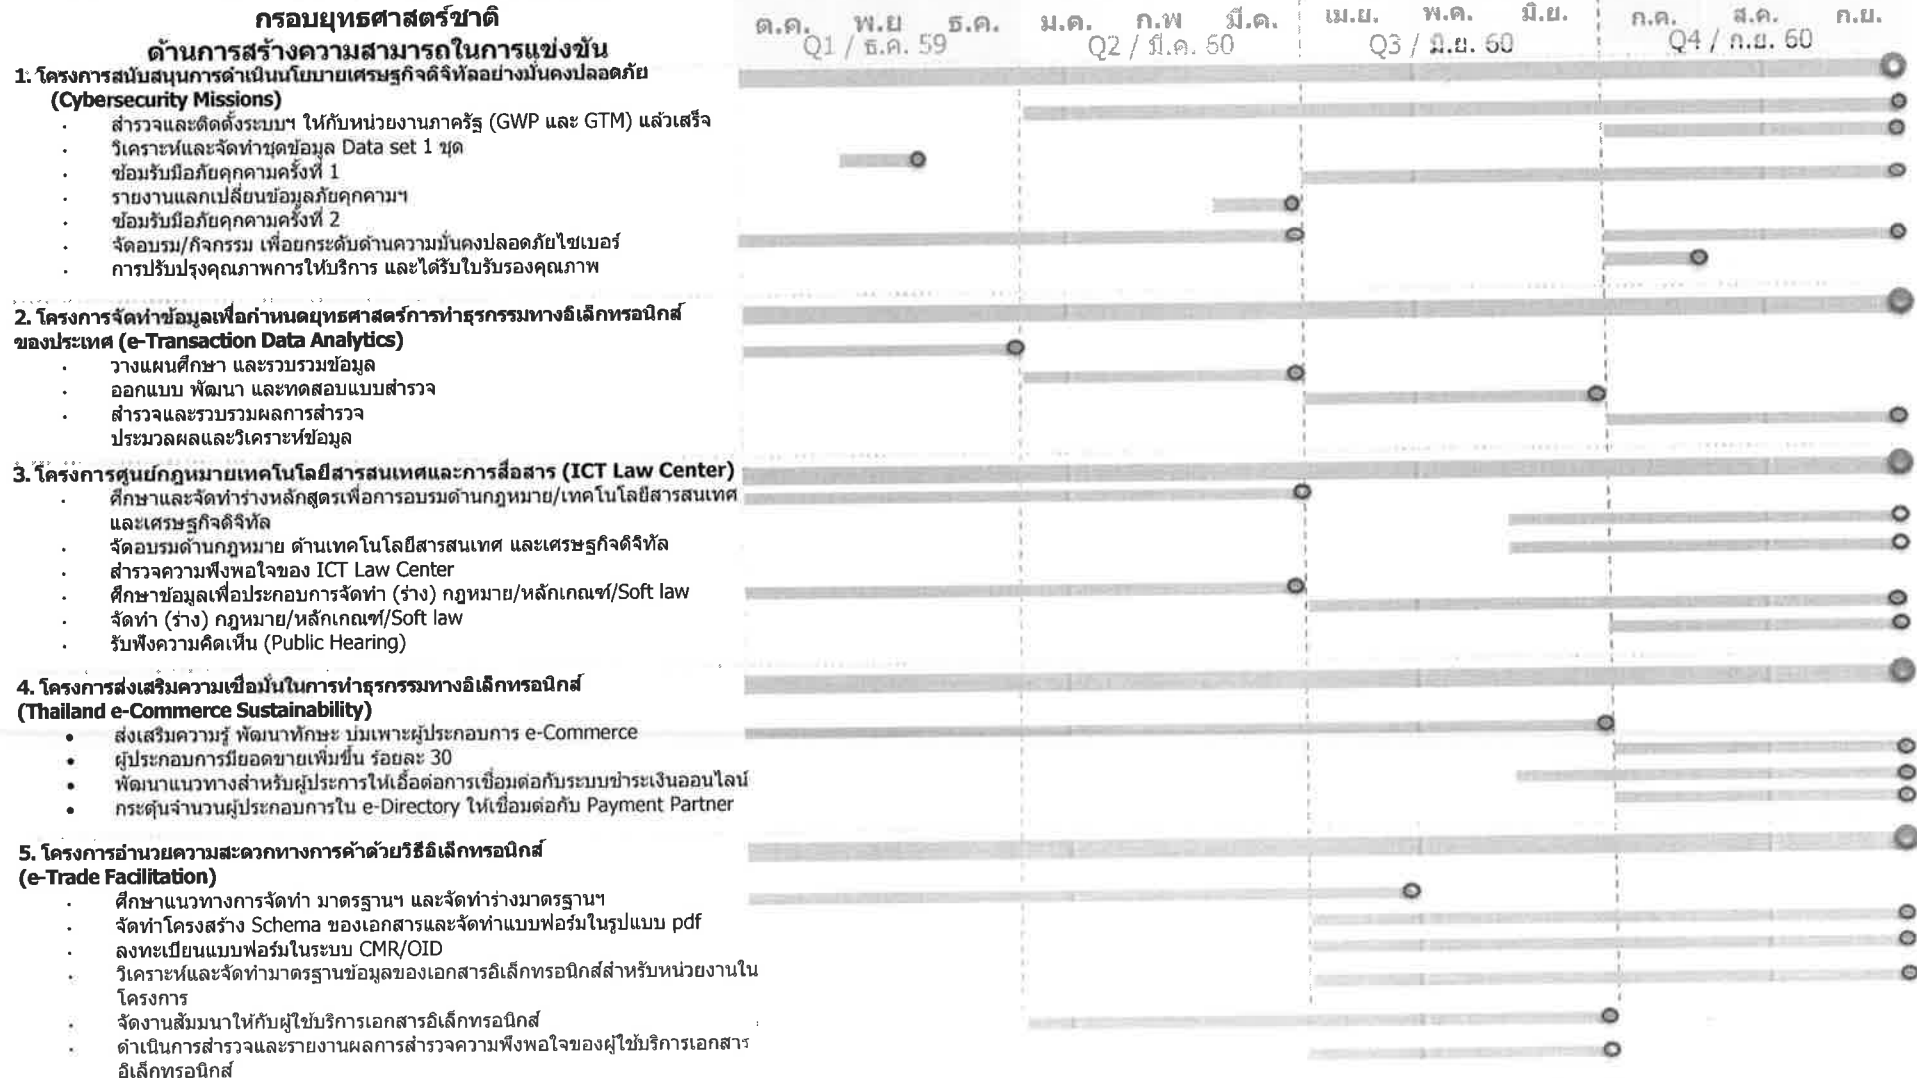 กรอบยุทธศาสตร์ชาติ
ด้านการสร้างความสามารถในการแข่งขัน
ต.ค. พ.ย ธ.ค. ม.ค. ก.พ มี.ค. เม.ย. พ.ค. มิ.ย. ก.ค. ส.ค. ก.ย.
Q1 / ธ.ค. 59 Q2 / มี.ค. 60 Q3 / มิ.ย. 60 Q4 / ก.ย. 60
1. โครงการสนับสนุนการดำเนินนโยบายเศรษฐกิจดิจิทัลอย่างมั่นคงปลอดภัย
(Cybersecurity Missions)
· สำรวจและติดตั้งระบบฯ ให้กับหน่วยงานภาครัฐ (GWP และ GTM) แล้วเสร็จ
· วิเคราะห์และจัดทำชุดข้อมูล Data set 1 ชุด
· ซ้อมรับมือภัยคุกคามครั้งที่ 1
· รายงานแลกเปลี่ยนข้อมูลภัยคุกคามฯ
· ซ้อมรับมือภัยคุกคามครั้งที่ 2
· จัดอบรม/กิจกรรม เพื่อยกระดับด้านความมั่นคงปลอดภัยไซเบอร์
· การปรับปรุงคุณภาพการให้บริการ และได้รับใบรับรองคุณภาพ
2. โครงการจัดทำข้อมูลเพื่อกำหนดยุทธศาสตร์การทำธุรกรรมทางอิเล็กทรอนิกส์
ของประเทศ (e-Transaction Data Analytics)
· วางแผนศึกษา และรวบรวมข้อมูล
· ออกแบบ พัฒนา และทดสอบแบบสำรวจ
· สำรวจและรวบรวมผลการสำรวจ
ประมวลผลและวิเคราะห์ข้อมูล
3. โครงการศูนย์กฎหมายเทคโนโลยีสารสนเทศและการสื่อสาร (ICT Law Center)
· ศึกษาและจัดทำร่างหลักสูตรเพื่อการอบรมด้านกฎหมาย/เทคโนโลยีสารสนเทศ
และเศรษฐกิจดิจิทัล
· จัดอบรมด้านกฎหมาย ด้านเทคโนโลยีสารสนเทศ และเศรษฐกิจดิจิทัล
· สำรวจความพึงพอใจของ ICT Law Center
· ศึกษาข้อมูลเพื่อประกอบการจัดทำ (ร่าง) กฎหมาย/หลักเกณฑ์/Soft law
· จัดทำ (ร่าง) กฎหมาย/หลักเกณฑ์/Soft law
· รับฟังความคิดเห็น (Public Hearing)
4. โครงการส่งเสริมความเชื่อมั่นในการทำธุรกรรมทางอิเล็กทรอนิกส์
(Thailand e-Commerce Sustainability)
• ส่งเสริมความรู้ พัฒนาทักษะ บ่มเพาะผู้ประกอบการ e-Commerce
• ผู้ประกอบการมียอดขายเพิ่มขึ้น ร้อยละ 30
• พัฒนาแนวทางสำหรับผู้ประการให้เอื้อต่อการเชื่อมต่อกับระบบชำระเงินออนไลน์
• กระตุ้นจำนวนผู้ประกอบการใน e-Directory ให้เชื่อมต่อกับ Payment Partner
5. โครงการอำนวยความสะดวกทางการค้าด้วยวิธีอิเล็กทรอนิกส์
(e-Trade Facilitation)
· ศึกษาแนวทางการจัดทำ มาตรฐานฯ และจัดทำร่างมาตรฐานฯ
· จัดทำโครงสร้าง Schema ของเอกสารและจัดทำแบบฟอร์มในรูปแบบ pdf
· ลงทะเบียนแบบฟอร์มในระบบ CMR/OID
· วิเคราะห์และจัดทำมาตรฐานข้อมูลของเอกสารอิเล็กทรอนิกส์สำหรับหน่วยงานใน
โครงการ
· จัดงานสัมมนาให้กับผู้ใช้บริการเอกสารอิเล็กทรอนิกส์
· ดำเนินการสำรวจและรายงานผลการสำรวจความพึงพอใจของผู้ใช้บริการเอกสาร
อิเล็กทรอนิกส์